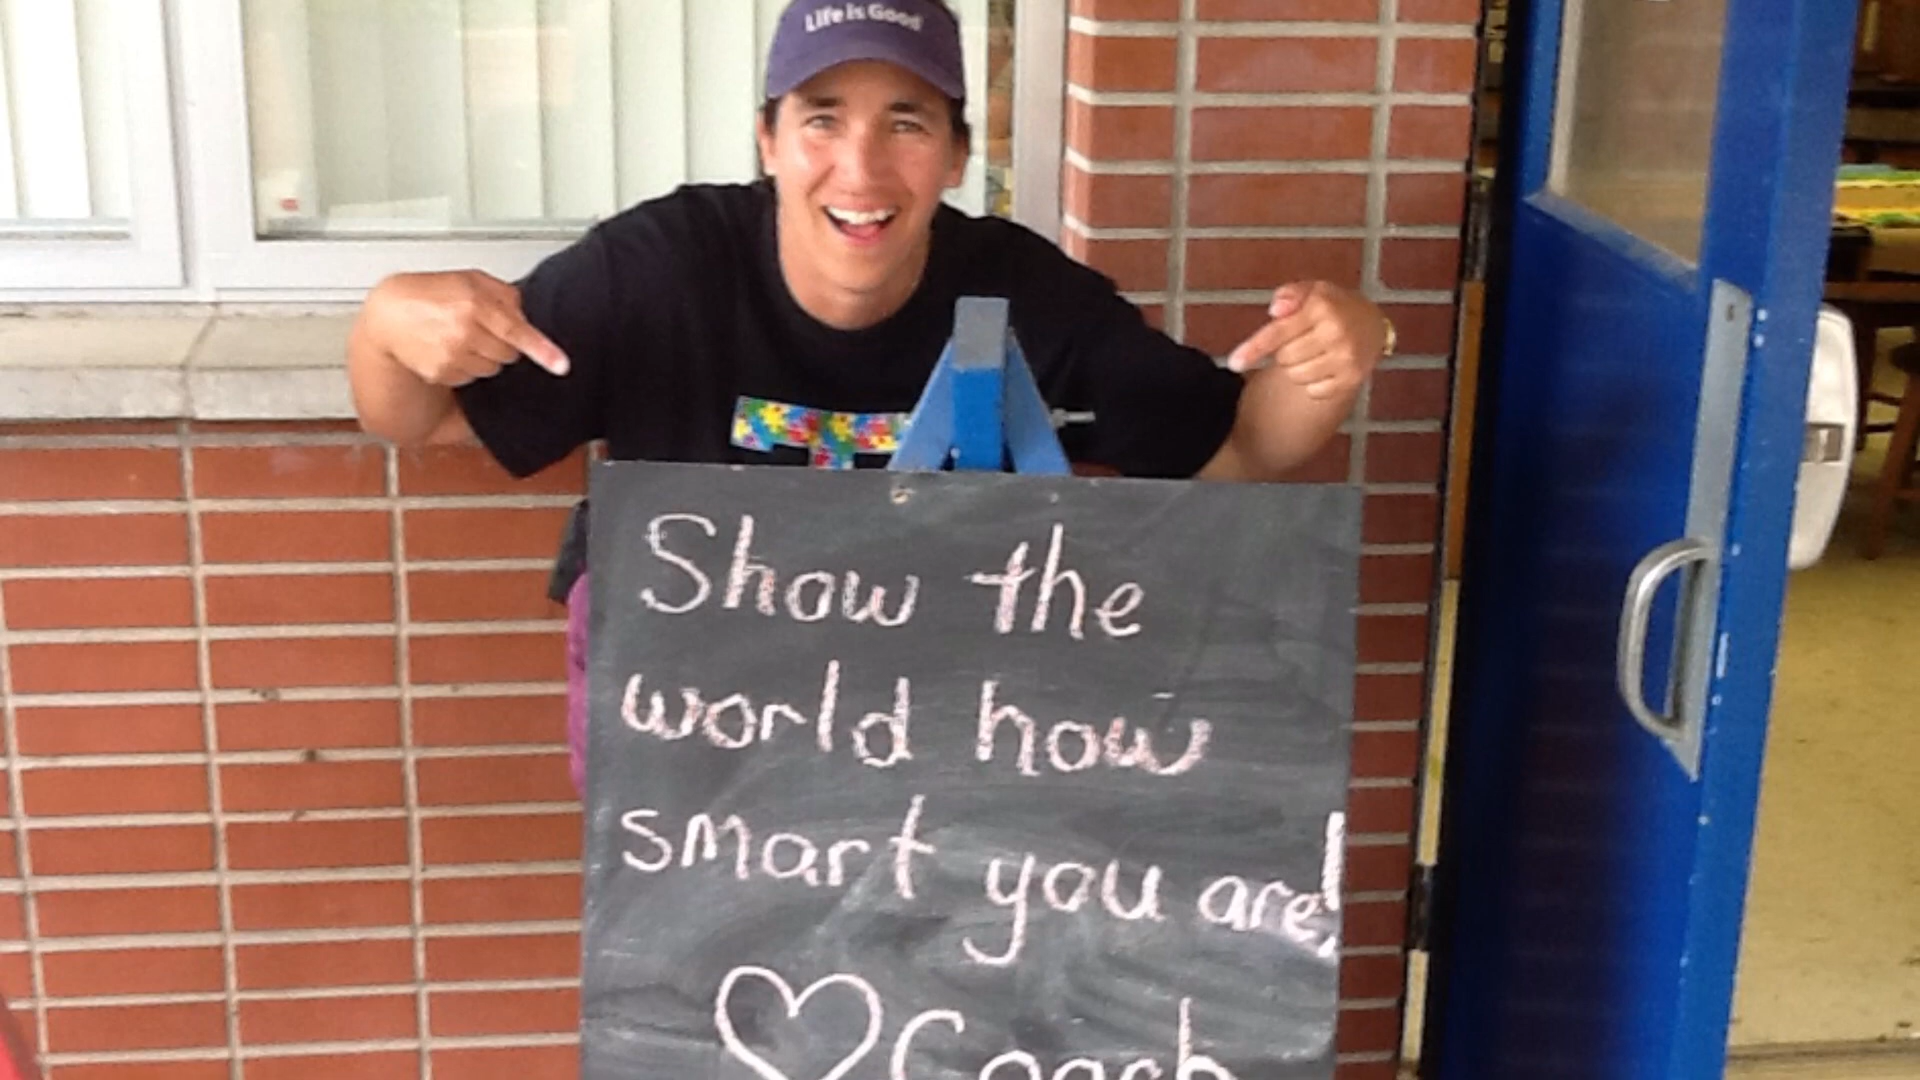 Life is Good
Show the
world how
smart you are!
♡ Coach